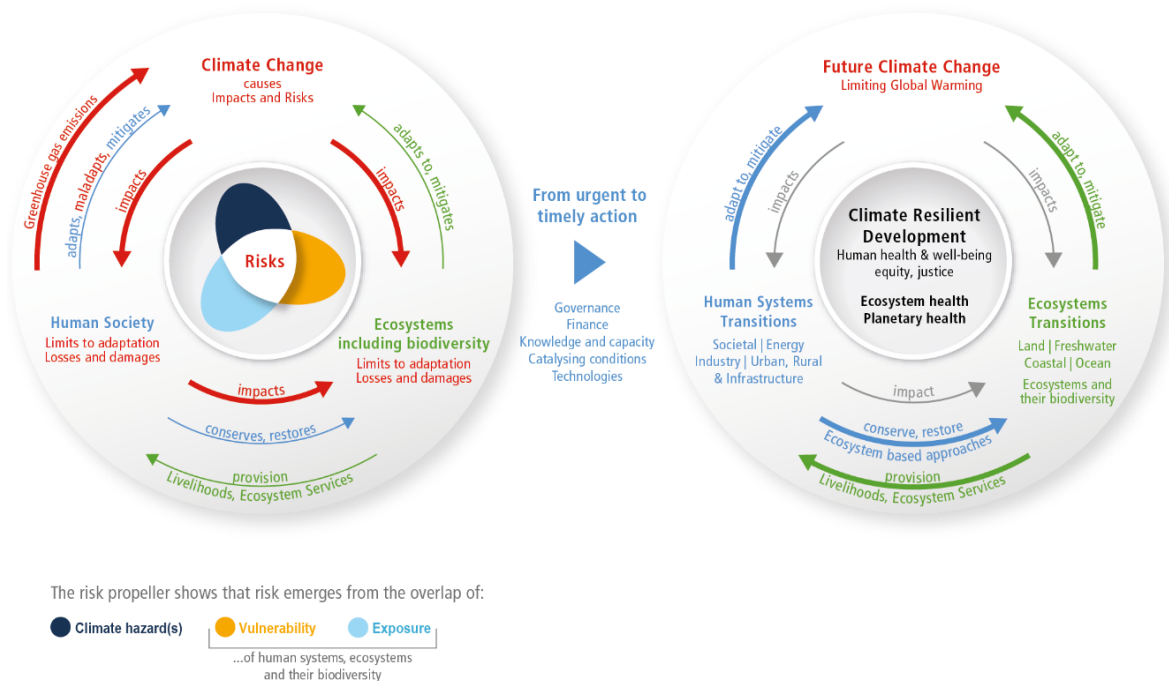 Climate Change
causes
Impacts and Risks
Greenhouse gas emissions
adapts, maladapts, mitigates
impacts
impacts
adapts to, mitigates
Risks
Human Society
Limits to adaptation
Losses and damages
Ecosystems
including biodiversity
Limits to adaptation
Losses and damages
impacts
conserves, restores
provision
Livelihoods, Ecosystem Services
From urgent to
timely action
Governance
Finance
Knowledge and capacity
Catalysing conditions
Technologies
Future Climate Change
Limiting Global Warming
adapt to, mitigate
impacts
impacts
adapt to, mitigate
Climate Resilient
Development
Human health & well-being
equity, justice
Ecosystem health
Planetary health
Human Systems
Transitions
Societal | Energy
Industry | Urban, Rural
& Infrastructure
Ecosystems
Transitions
Land | Freshwater
Coastal | Ocean
Ecosystems and
their biodiversity
impact
conserve, restore
Ecosystem based approaches
provision
Livelihoods, Ecosystem Services
The risk propeller shows that risk emerges from the overlap of:
Climate hazard(s) Vulnerability Exposure
...of human systems, ecosystems
and their biodiversity